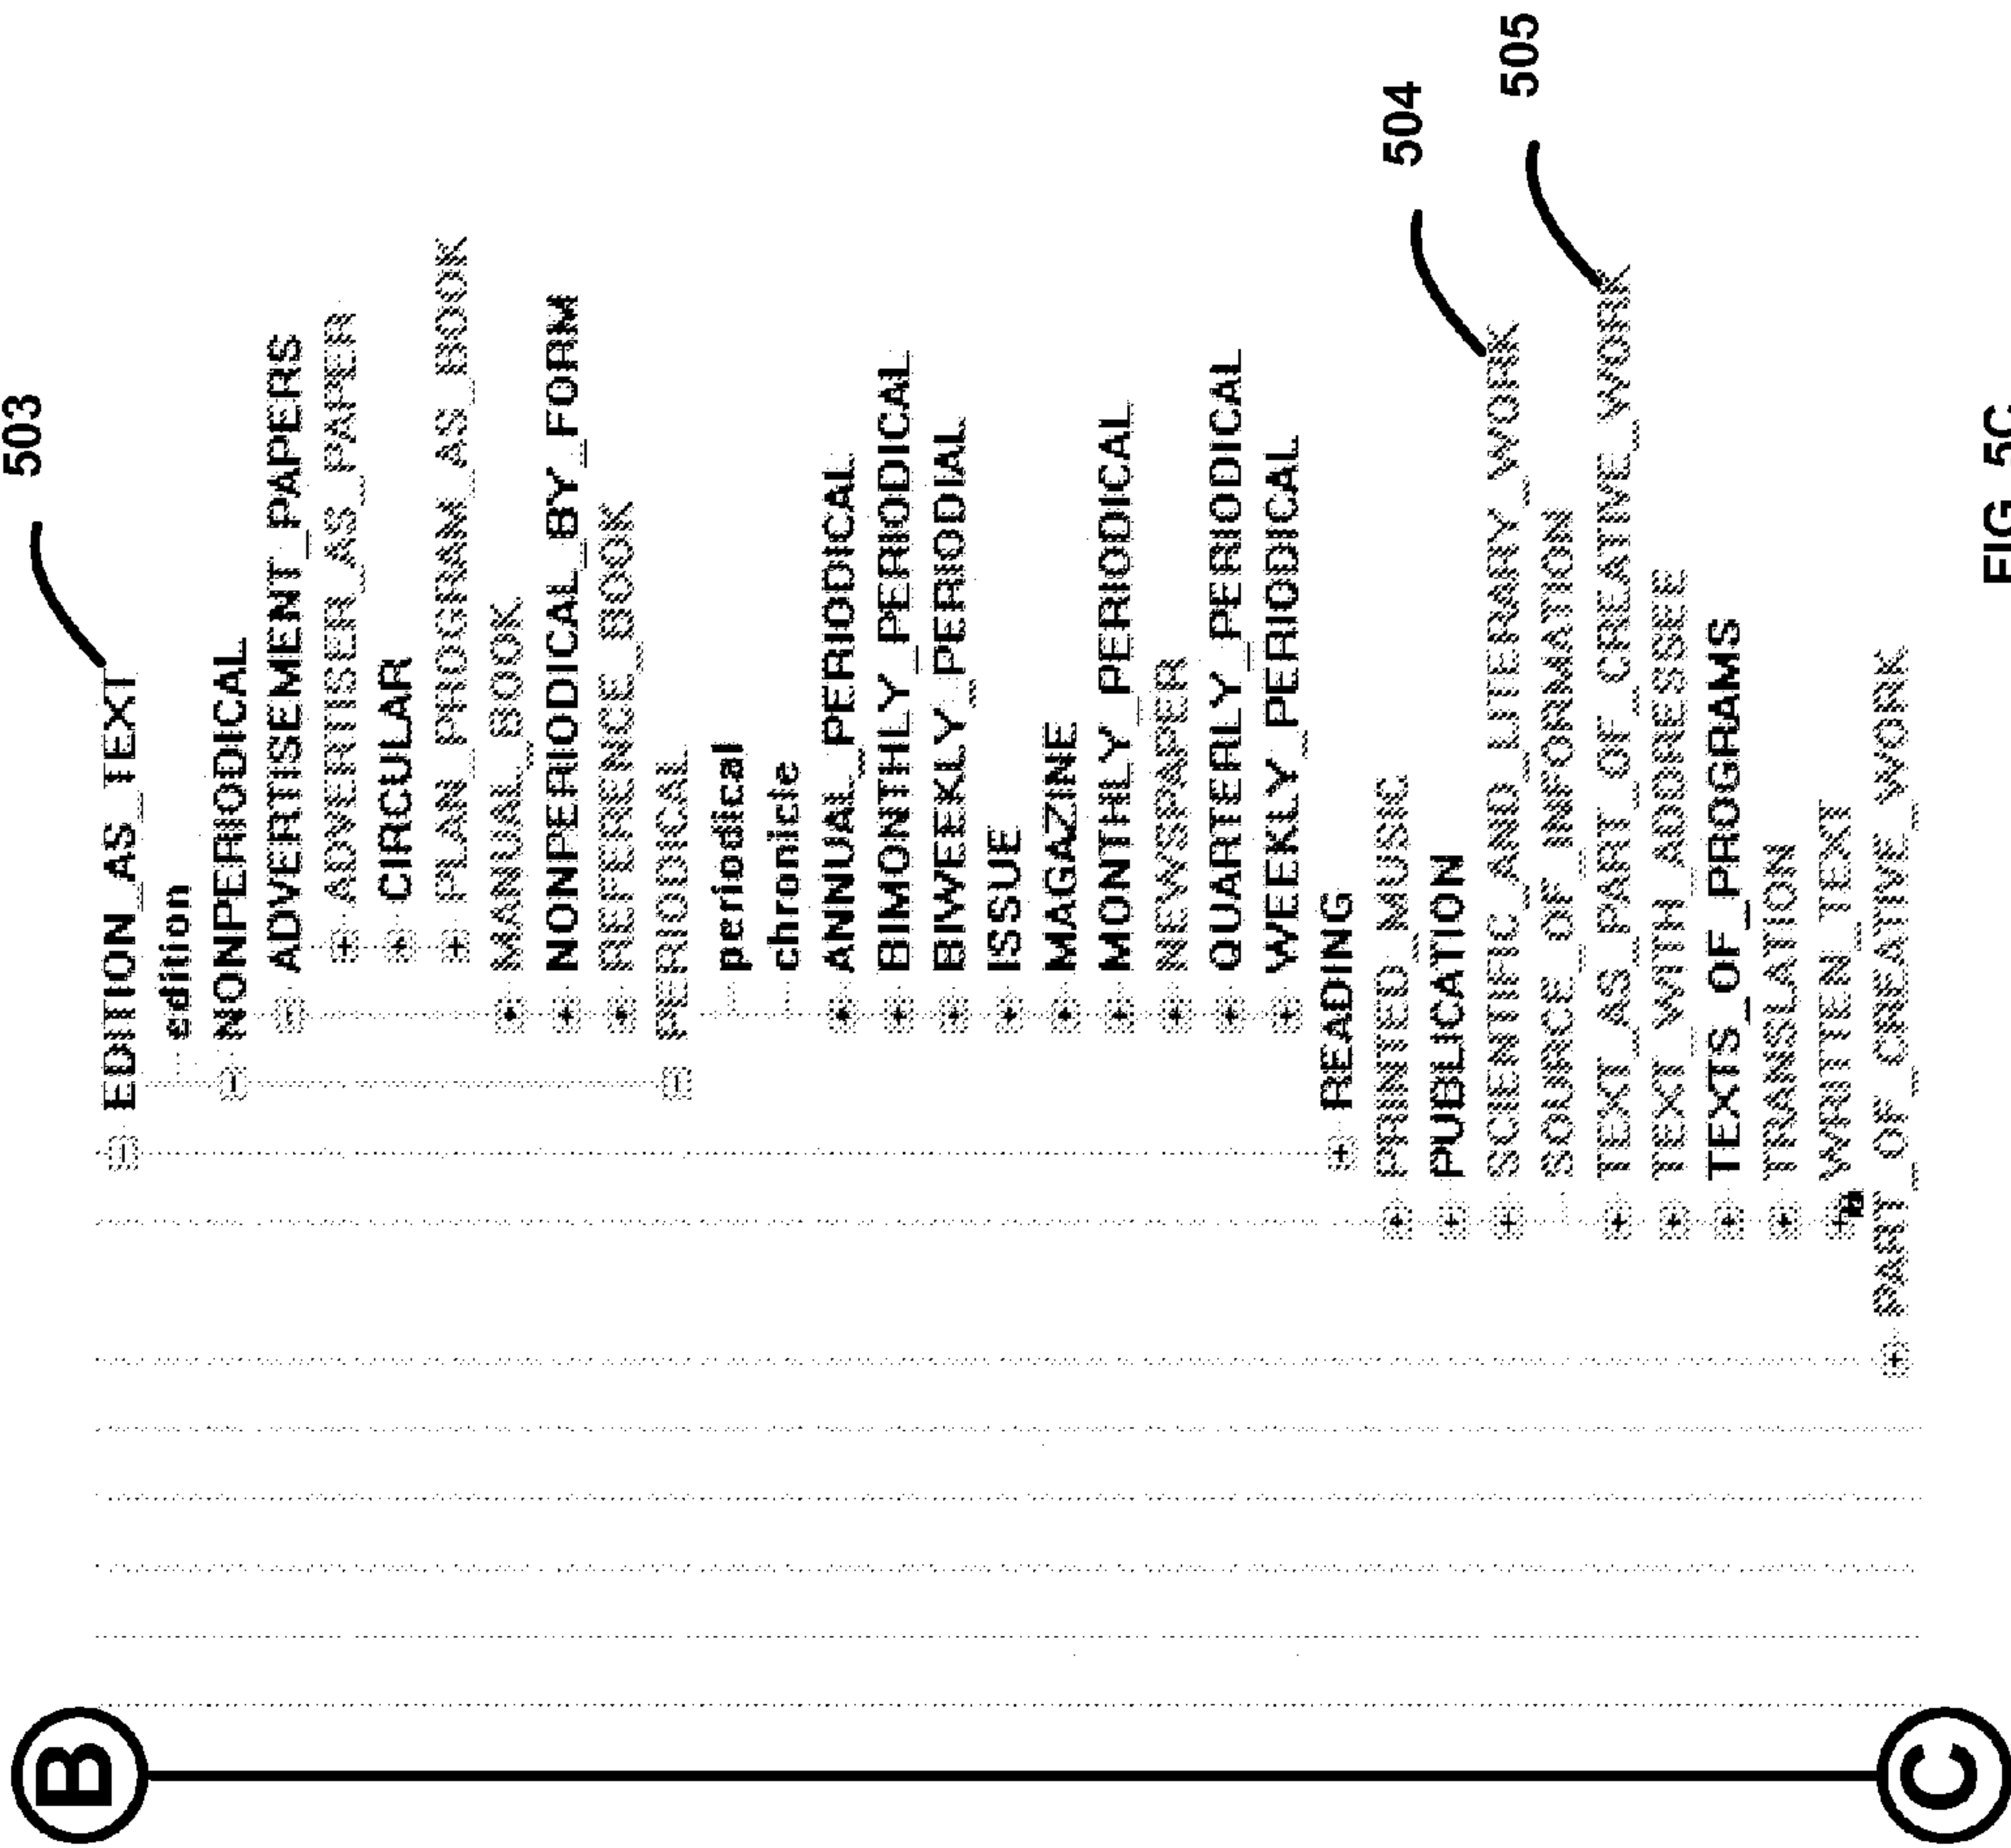 503
EDITION_AS_TEXT
edition
NONPERIODICAL
ADVERTISEMENT_PAPERS
ADVERTISER_AS_PAPER
CIRCULAR
PLAN_PROGRAM_AS_BOOK
MANUAL_BOOK
NONPERIODICAL_BY_FORM
REFERENCE_BOOK
PERIODICAL
periodical
chronicle
ANNUAL_PERIODICAL
BIMONTHLY_PERIODICAL
BIWEEKLY_PERIODIAL
ISSUE
MAGAZINE
MONTHLY_PERIODICAL
NEWSPAPER
QUARTERLY_PERIODICAL
WEEKLY_PERIODICAL
READING
PRINTED_MUSIC
504
PUBLICATION
SCIENTIFIC_AND_LITERARY_WORK
505
SOURCE_OF_INFORMATION
TEXT_AS_PART_OF_CREATIVE_WORK
TEXT_WITH_ADDRESSEE
TEXTS_OF_PROGRAMS
TRANSLATION
WRITTEN_TEXT
PART_OF_CREATIVE_WORK
B
C
FIG. 5C